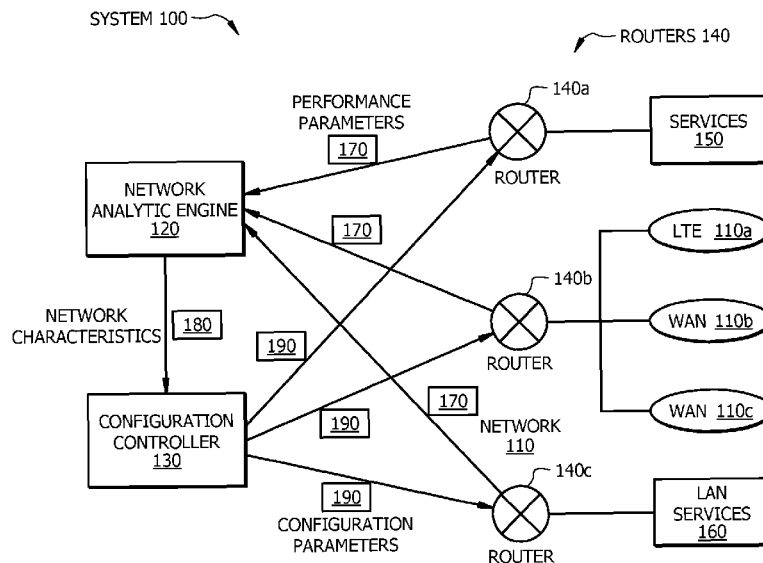 SYSTEM 100
ROUTERS 140
140a
PERFORMANCE
PARAMETERS
170
ROUTER
SERVICES
150
NETWORK
ANALYTIC ENGINE
120
170
LTE 110a
140b
NETWORK
CHARACTERISTICS
180
190
ROUTER
WAN 110b
CONFIGURATION
CONTROLLER
130
170
190
NETWORK
110
WAN 110c
140c
190
CONFIGURATION
PARAMETERS
ROUTER
LAN
SERVICES
160